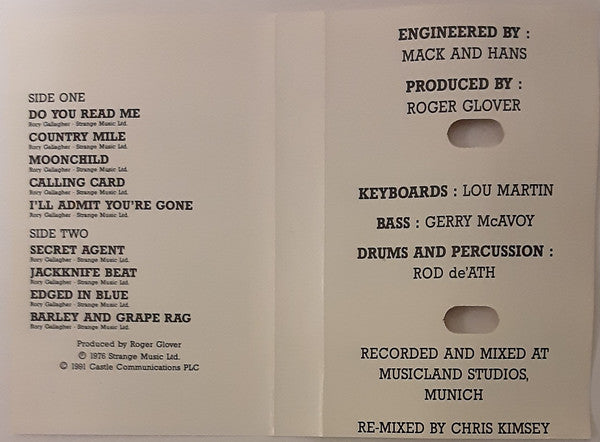 SIDE ONE
DO YOU READ ME
Rory Gallagher - Strange Music Ltd.
COUNTRY MILE
Rory Gallagher - Strange Music Ltd.
MOONCHILD
Rory Gallagher - Strange Music Ltd.
CALLING CARD
Rory Gallagher - Strange Music Ltd.
I'LL ADMIT YOU'RE GONE
Rory Gallagher - Strange Music Ltd.
SIDE TWO
SECRET AGENT
Rory Gallagher - Strange Music Ltd.
JACKKNIFE BEAT
Rory Gallagher - Strange Music Ltd.
EDGED IN BLUE
Rory Gallagher - Strange Music Ltd.
BARLEY AND GRAPE RAG
Rory Gallagher - Strange Music Ltd.
Produced by Roger Glover
℗ 1976 Strange Music Ltd.
© 1991 Castle Communications PLC
ENGINEERED BY :
MACK AND HANS
PRODUCED BY :
ROGER GLOVER
KEYBOARDS : LOU MARTIN
BASS : GERRY McAVOY
DRUMS AND PERCUSSION :
ROD de'ATH
RECORDED AND MIXED AT
MUSICLAND STUDIOS,
MUNICH
RE-MIXED BY CHRIS KIMSEY